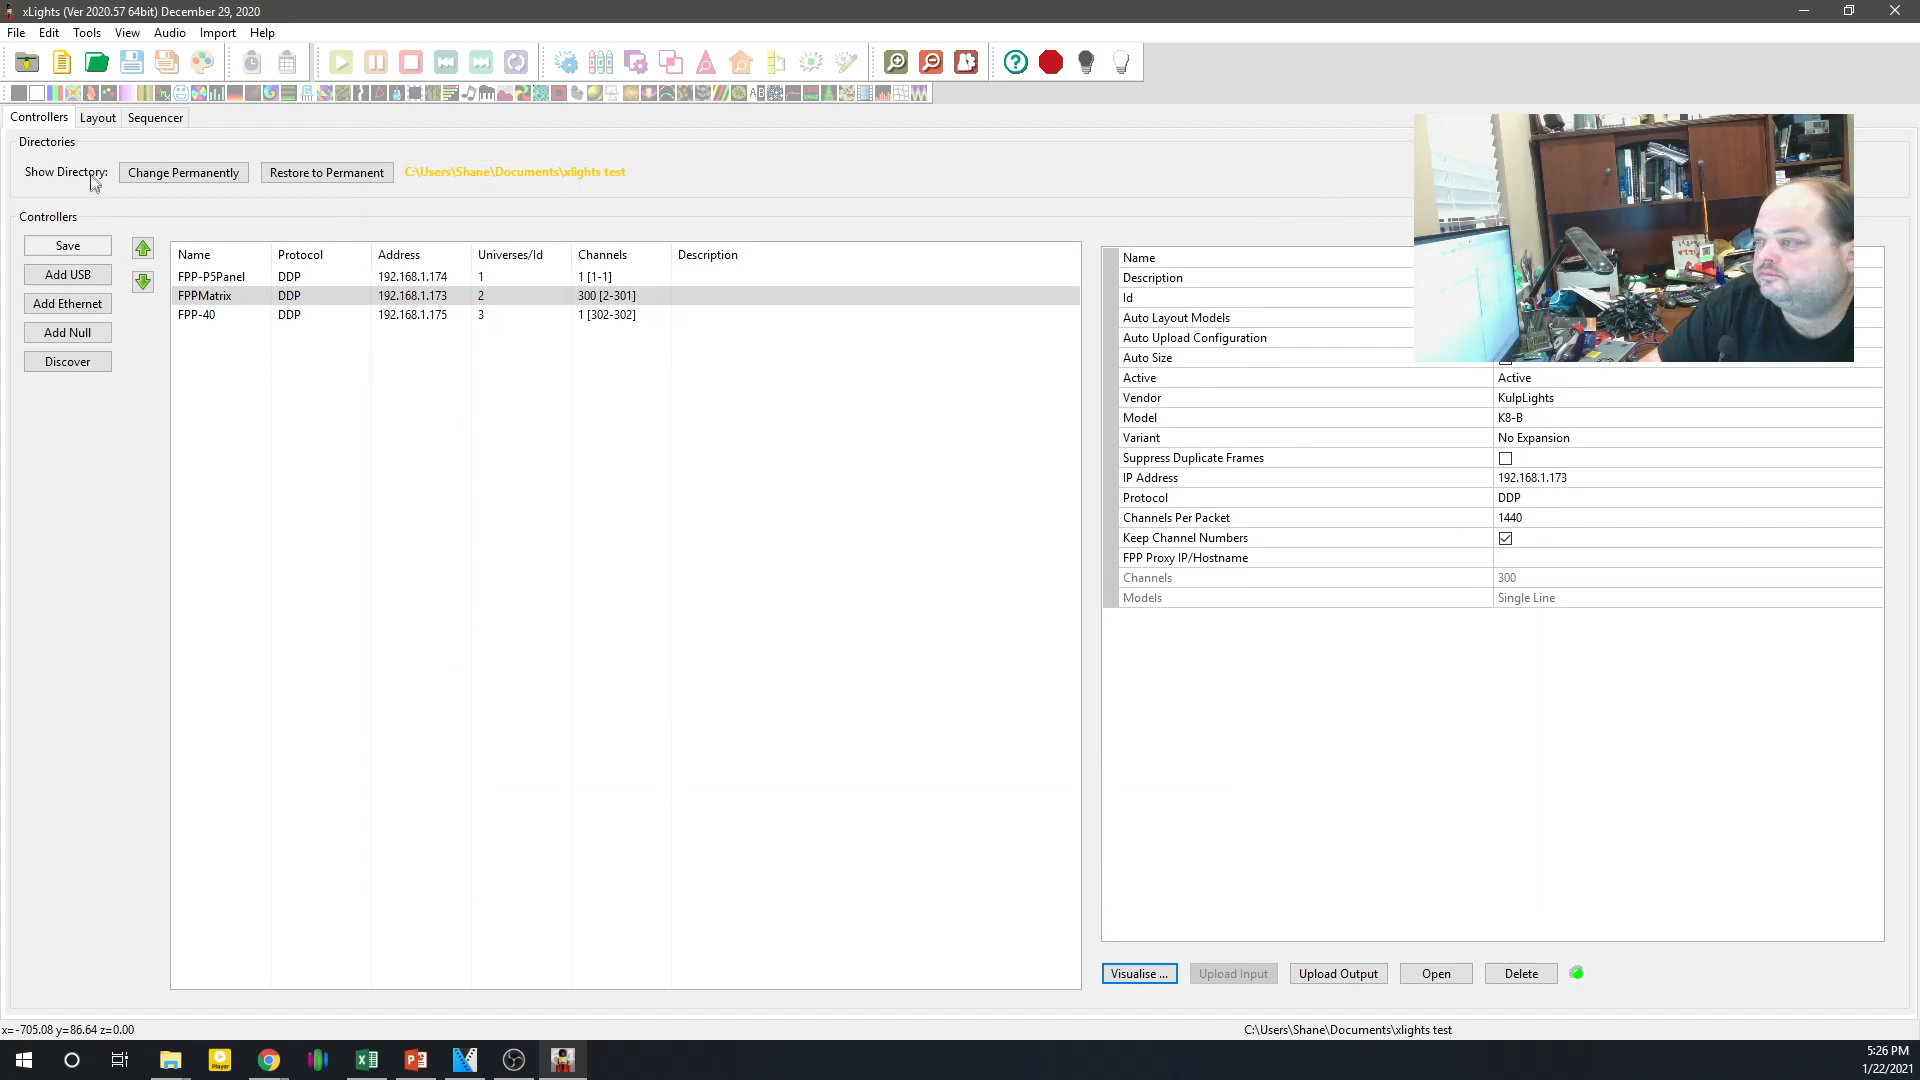 xLights (Ver 2020.57 64bit) December 29, 2020
File Edit Tools View Audio Import Help
Player
Controllers Layout Sequencer
Directories
Show Directory: Change Permanently Restore to Permanent C:\Users\Shane\Documents\xlights test
Controllers
Save
Add USB
Add Ethernet
Add Null
Discover
Name Protocol Address Universes/Id Channels Description
FPP-P5Panel DDP 192.168.1.174 1 1 [1-1]
FPPMatrix DDP 192.168.1.173 2 300 [2-301]
FPP-40 DDP 192.168.1.175 3 1 [302-302]
Name
Description
Id
Auto Layout Models
Auto Upload Configuration
Auto Size
Active Active
Vendor KulpLights
Model K8-B
Variant No Expansion
Suppress Duplicate Frames
IP Address 192.168.1.173
Protocol DDP
Channels Per Packet 1440
Keep Channel Numbers
FPP Proxy IP/Hostname
Channels 300
Models Single Line
Visualise ... Upload Input Upload Output Open Delete
x=-705.08 y=86.64 z=0.00 C:\Users\Shane\Documents\xlights test
5:26 PM
1/22/2021